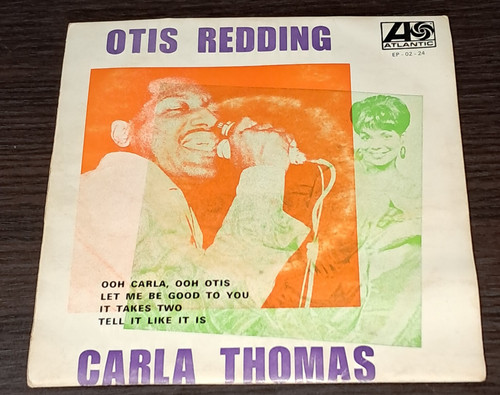 OTIS REDDING
ATLANTIC
EP - 02 - 24
OOH CARLA, OOH OTIS
LET ME BE GOOD TO YOU
IT TAKES TWO
TELL IT LIKE IT IS
CARLA THOMAS